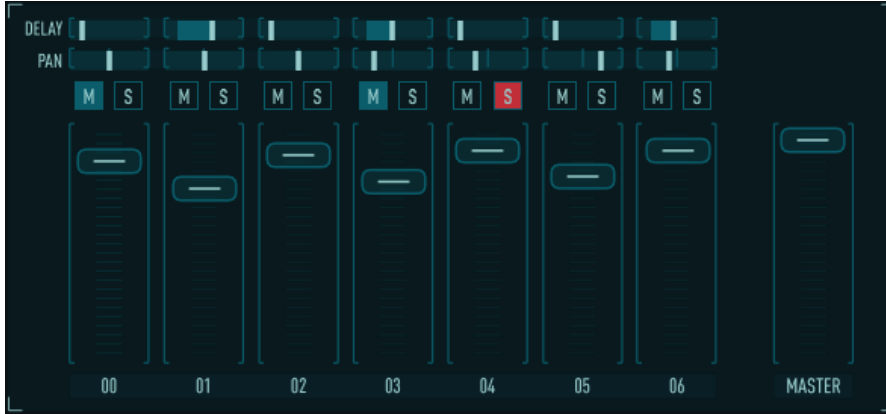 DELAY
PAN
M S M S M S M S M S M S M S
00 01 02 03 04 05 06 MASTER